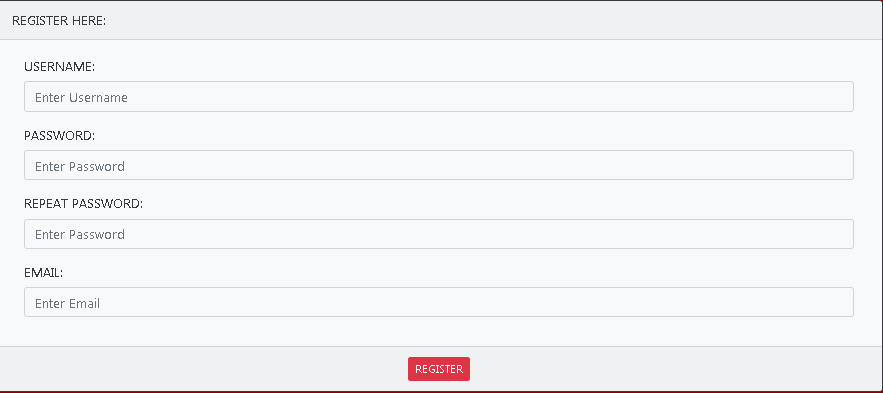 REGISTER HERE:
USERNAME:
Enter Username
PASSWORD:
Enter Password
REPEAT PASSWORD:
Enter Password
EMAIL:
Enter Email
REGISTER